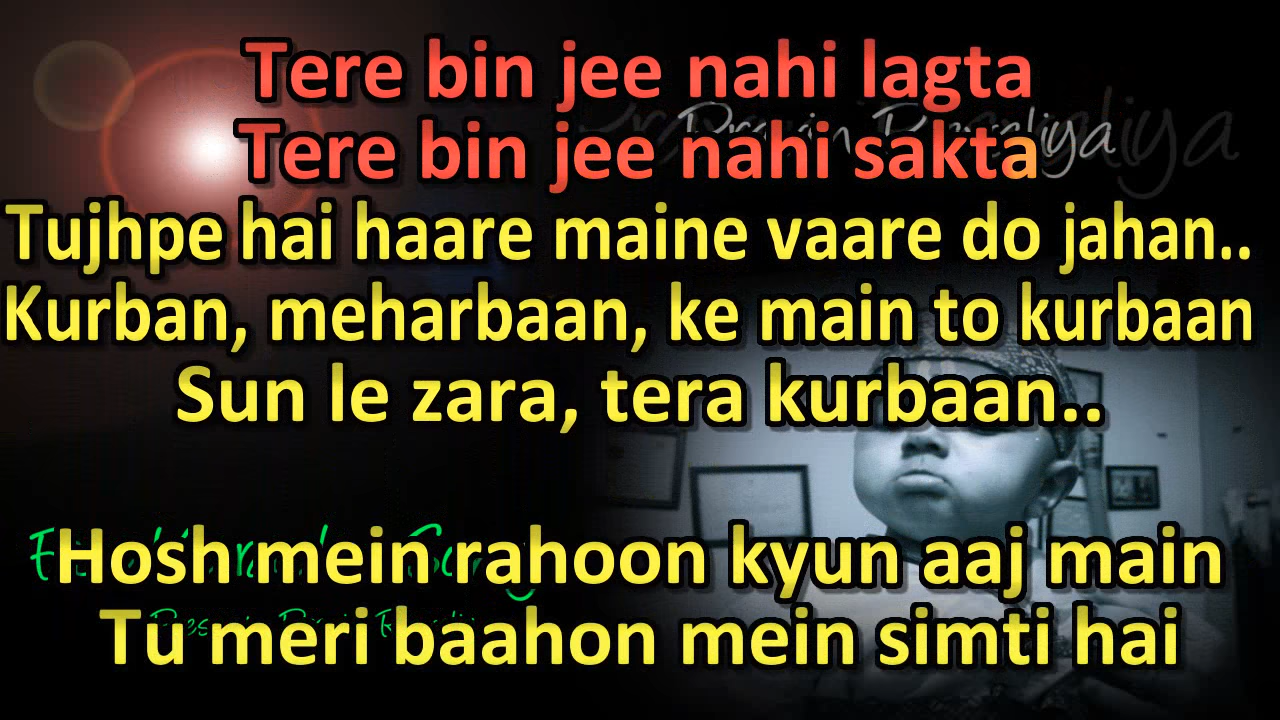 Tere bin jee nahi lagta
Tere bin jee nahi sakta
Tujhpe hai haare maine vaare do jahan..
Kurban, meharbaan, ke main to kurbaan
Sun le zara, tera kurbaan..
Hosh mein rahoon kyun aaj main
Tu meri baahon mein simti hai